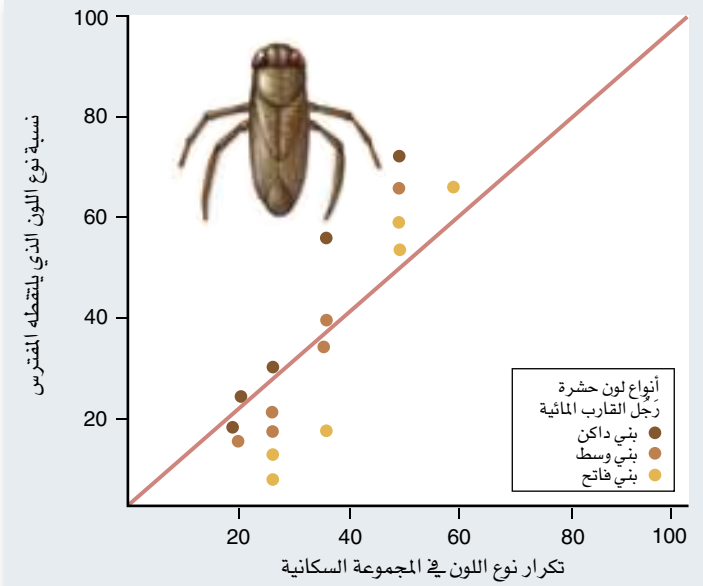 نسبة نوع اللون الذي يلتقطه المفترس
100
80
60
40
20
أنواع لون حشرة
رَجُل القارب المائية
بني داكن
بني وسط
بني فاتح
20 40 60 80 100
تكرار نوع اللون في المجموعة السكانية